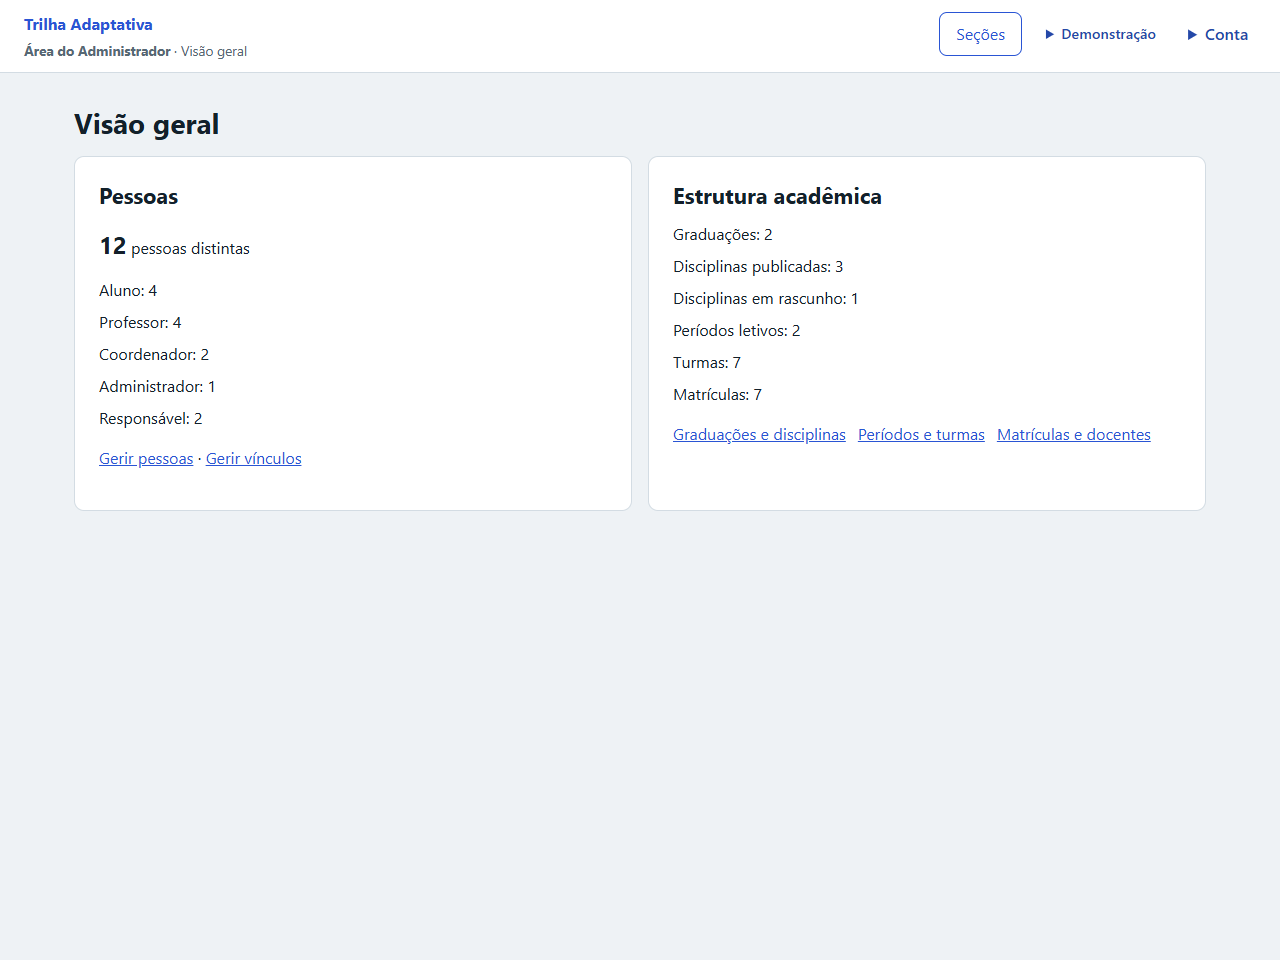 Trilha Adaptativa
Área do Administrador · Visão geral
Seções
Demonstração
Conta
Visão geral
Pessoas
12 pessoas distintas
Aluno: 4
Professor: 4
Coordenador: 2
Administrador: 1
Responsável: 2
Gerir pessoas · Gerir vínculos
Estrutura acadêmica
Graduações: 2
Disciplinas publicadas: 3
Disciplinas em rascunho: 1
Períodos letivos: 2
Turmas: 7
Matrículas: 7
Graduações e disciplinas Períodos e turmas Matrículas e docentes